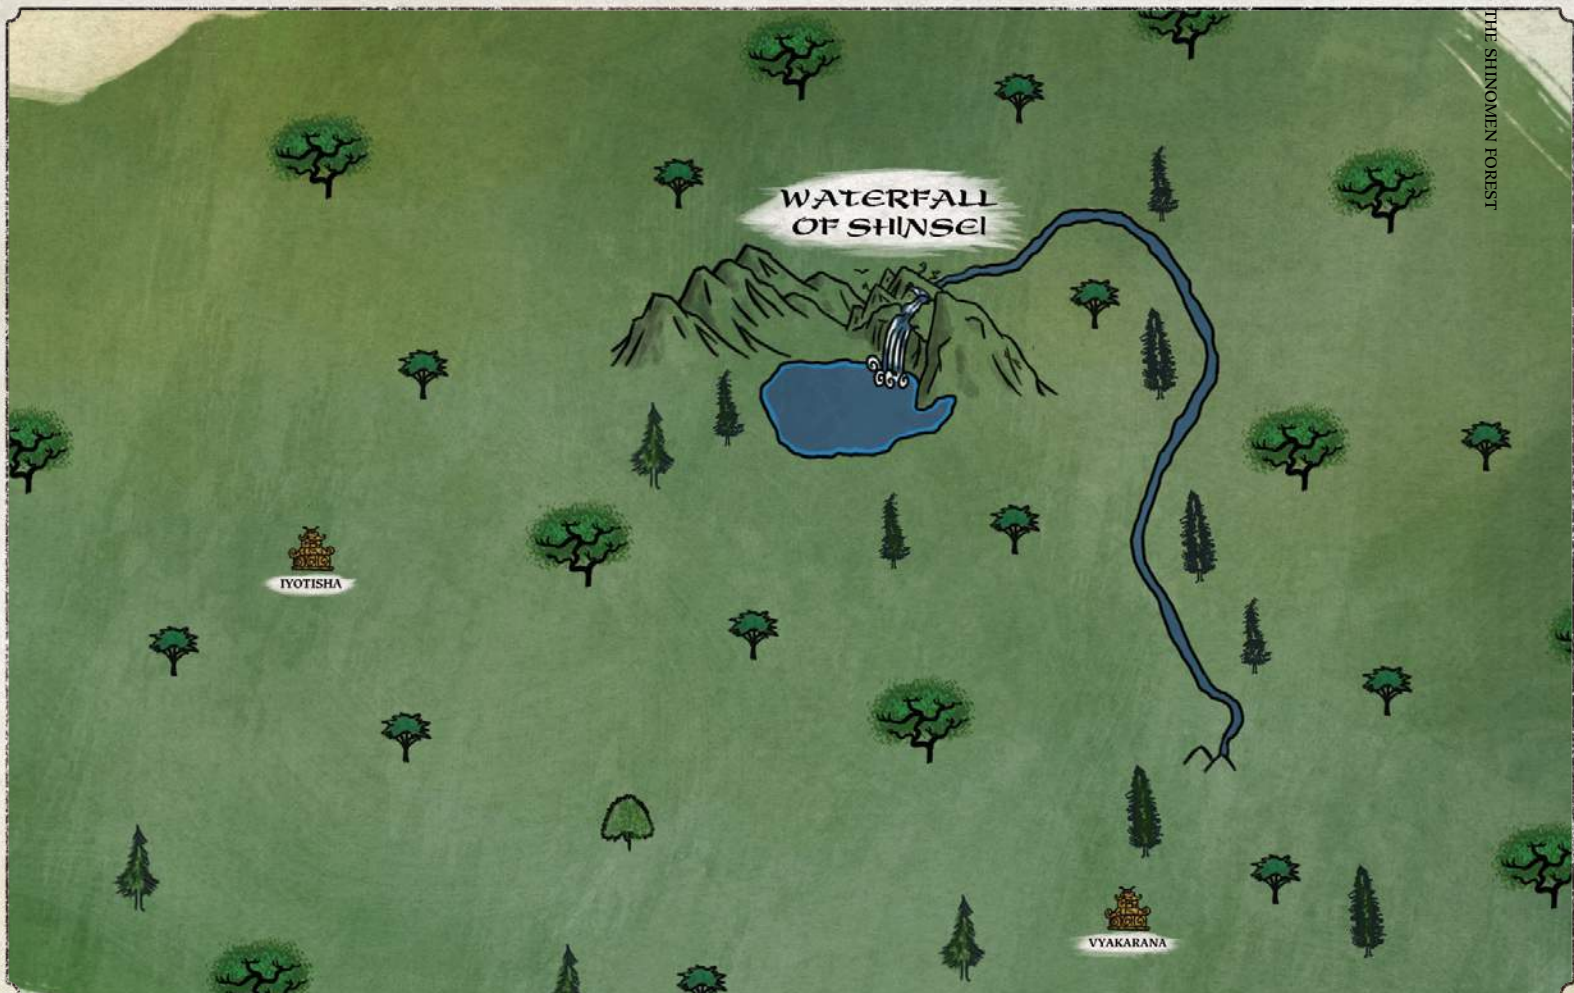 THE SHINOMEN FOREST
WATERFALL
OF SHINSEI
IYOTISHA
VYAKARANA